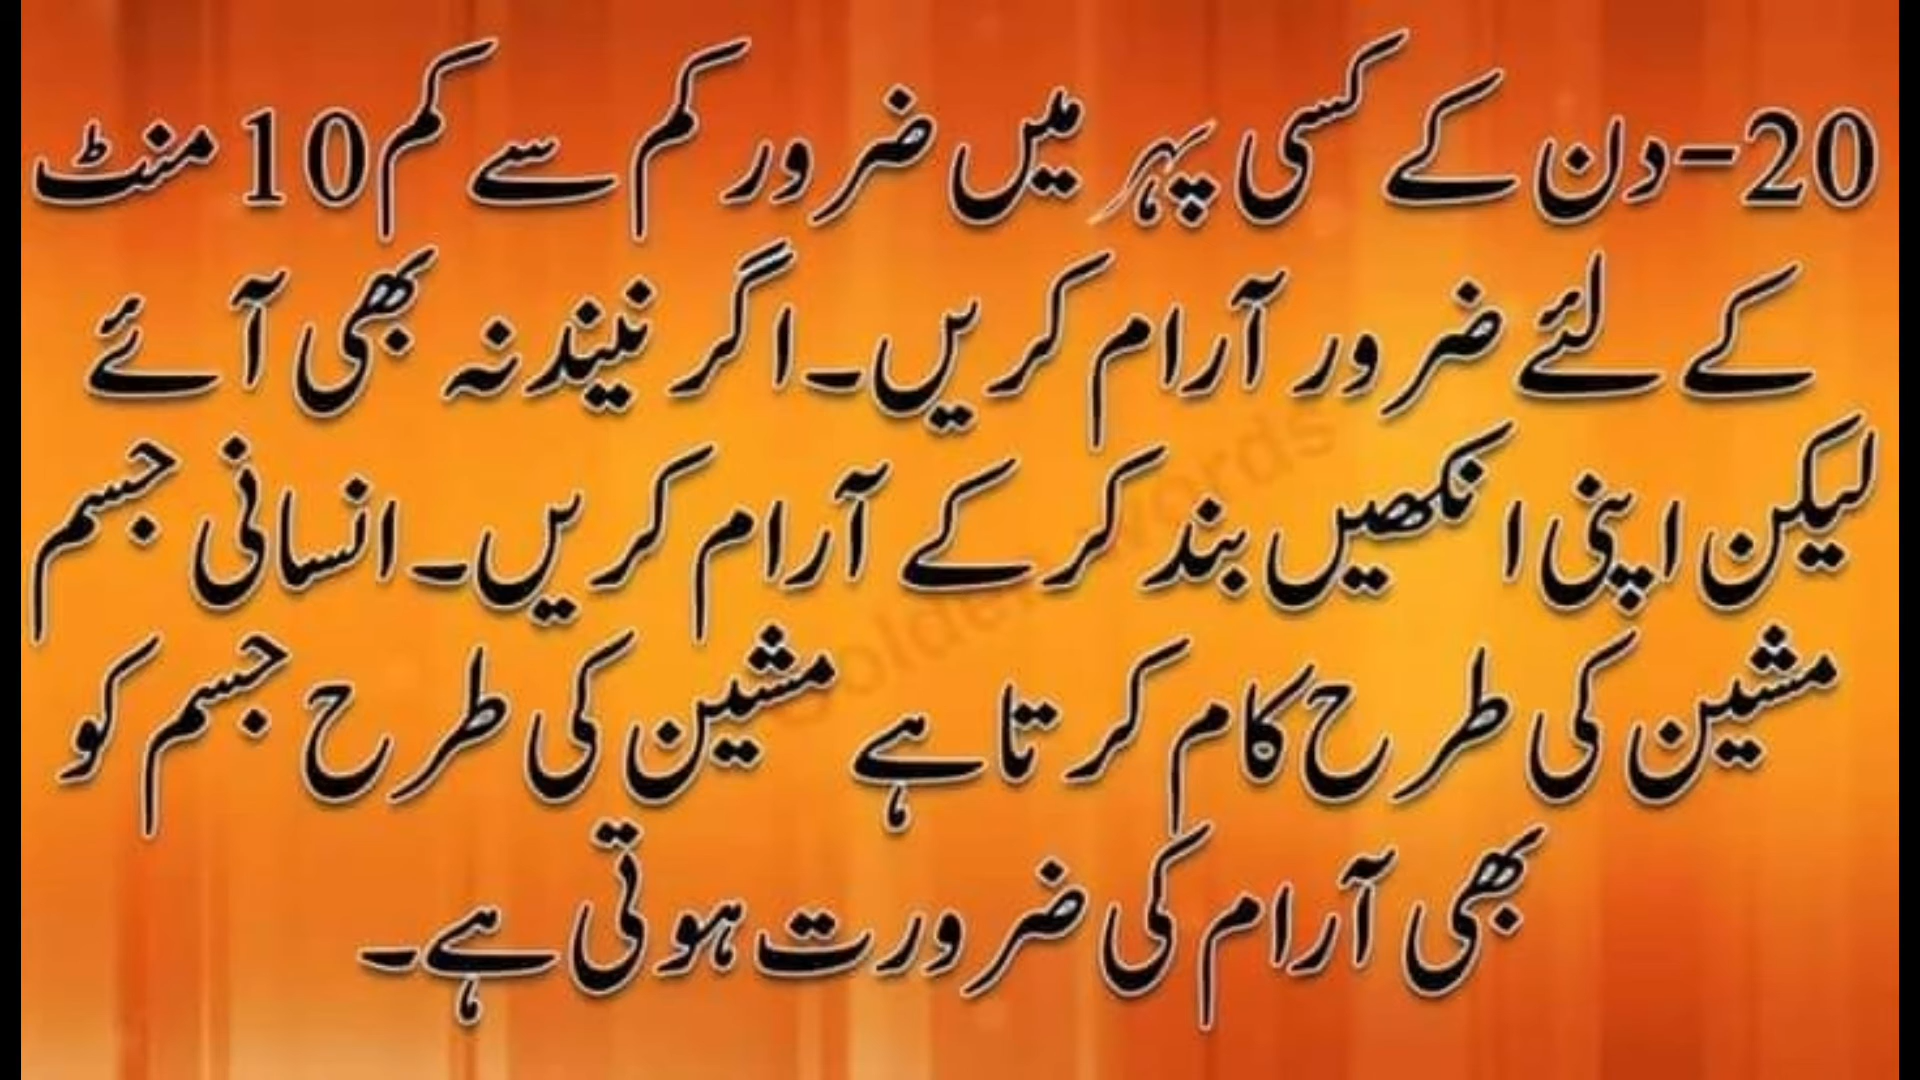 20-دن کے کسی پہر میں ضرور کم سے کم 10 منٹ
کے لئے ضرور آرام کریں۔ اگر نیند نہ بھی آئے
لیکن اپنی انکھیں بند کر کے آرام کریں۔ انسانی جسم
مشین کی طرح کام کرتا ہے مشین کی طرح جسم کو
بھی آرام کی ضرورت ہوتی ہے۔
Golden Words